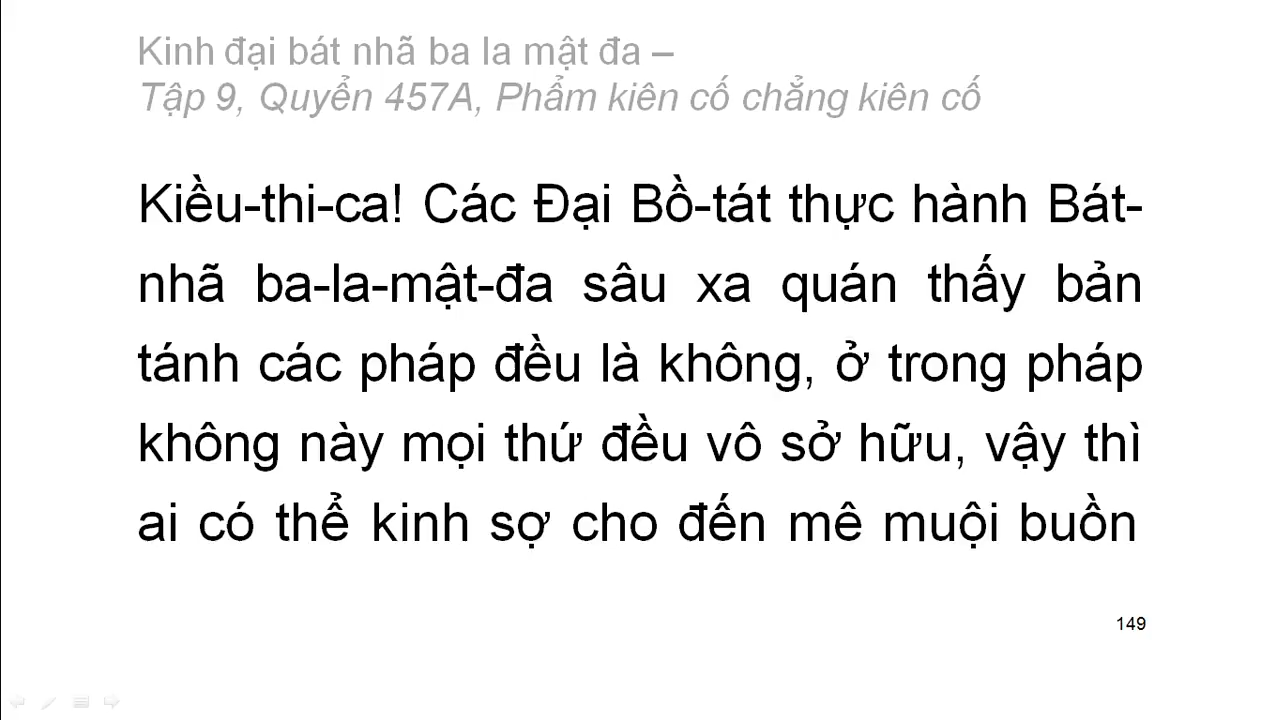 Kinh đại bát nhã ba la mật đa –
Tập 9, Quyển 457A, Phẩm kiên cố chẳng kiên cố
Kiều-thi-ca! Các Đại Bồ-tát thực hành Bát-
nhã ba-la-mật-đa sâu xa quán thấy bản
tánh các pháp đều là không, ở trong pháp
không này mọi thứ đều vô sở hữu, vậy thì
ai có thể kinh sợ cho đến mê muội buồn
149